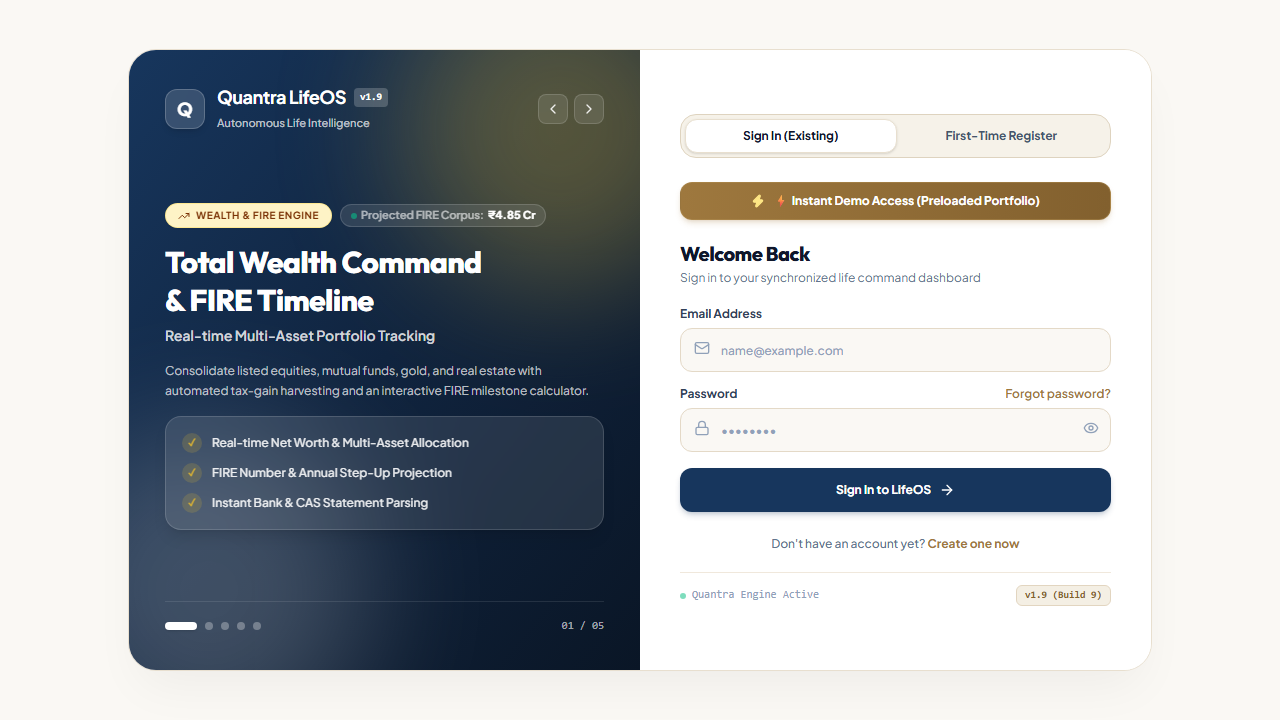 Q
Quantra LifeOS v1.9
Autonomous Life Intelligence
WEALTH & FIRE ENGINE
Projected FIRE Corpus: ₹4.85 Cr
Total Wealth Command
& FIRE Timeline
Real-time Multi-Asset Portfolio Tracking
Consolidate listed equities, mutual funds, gold, and real estate with
automated tax-gain harvesting and an interactive FIRE milestone calculator.
✓ Real-time Net Worth & Multi-Asset Allocation
✓ FIRE Number & Annual Step-Up Projection
✓ Instant Bank & CAS Statement Parsing
01 / 05
Sign In (Existing)
First-Time Register
Instant Demo Access (Preloaded Portfolio)
Welcome Back
Sign in to your synchronized life command dashboard
Email Address
name@example.com
Password
Forgot password?
••••••••
Sign In to LifeOS →
Don't have an account yet? Create one now
Quantra Engine Active
v1.9 (Build 9)